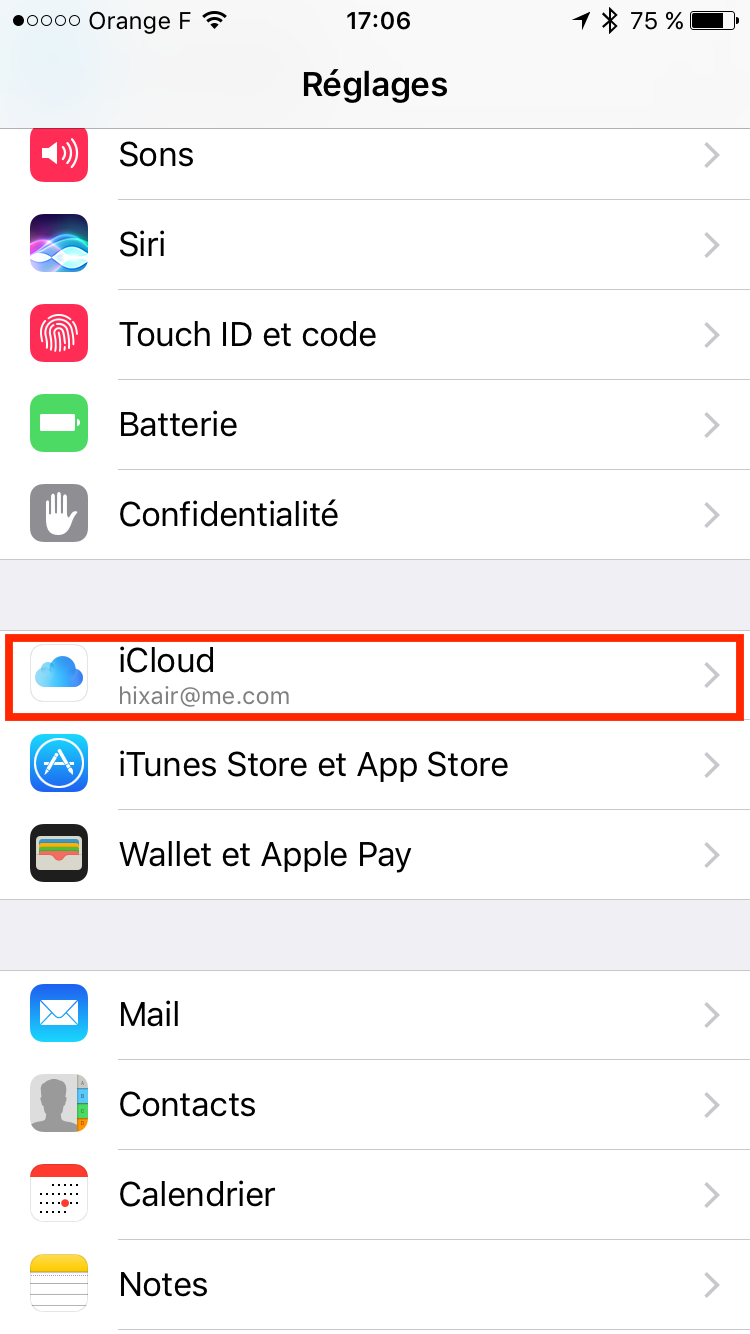 Orange F 17:06 75 %
Réglages
Sons
Siri
Touch ID et code
Batterie
Confidentialité
iCloud
hixair@me.com
iTunes Store et App Store
Wallet et Apple Pay
Mail
Contacts
Calendrier
Notes